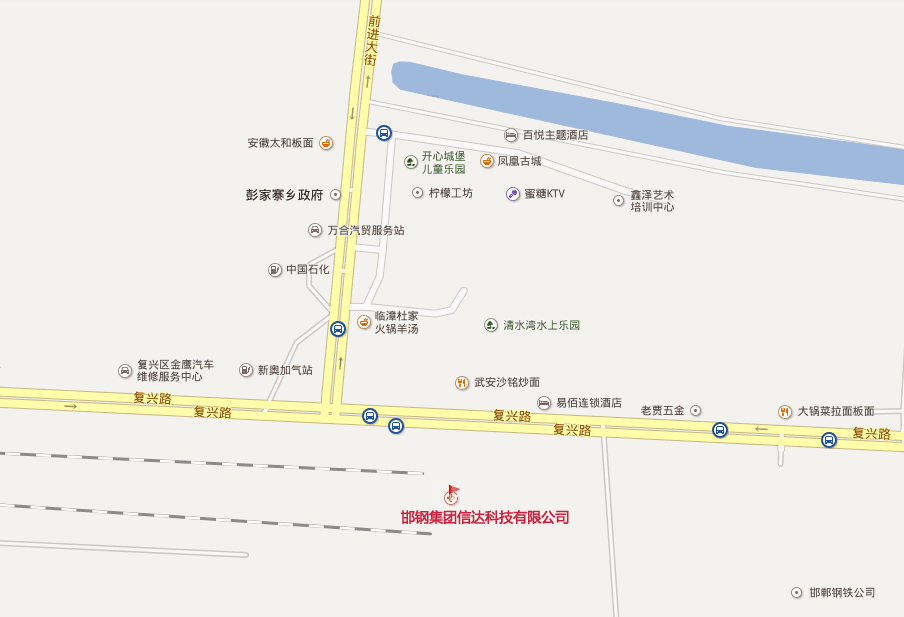 前进大街
百悦主题酒店
安徽太和板面
开心城堡
儿童乐园
凤凰古城
彭家寨乡政府
柠檬工坊
蜜糖KTV
鑫泽艺术
培训中心
万合汽贸服务站
中国石化
临漳杜家
火锅羊汤
清水湾水上乐园
复兴区金鹰汽车
维修服务中心
新奥加气站
武安沙铭炒面
复兴路
复兴路
易佰连锁酒店
复兴路
复兴路
老贾五金
大锅菜拉面板面
复兴路
邯钢集团信达科技有限公司
邯郸钢铁公司